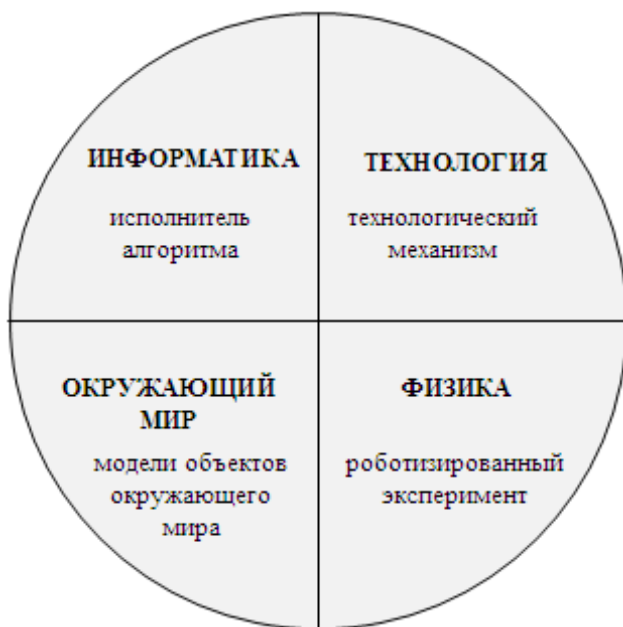 ИНФОРМАТИКА
исполнитель
алгоритма
ТЕХНОЛОГИЯ
технологический
механизм
ОКРУЖАЮЩИЙ
МИР
модели объектов
окружающего
мира
ФИЗИКА
роботизированный
эксперимент